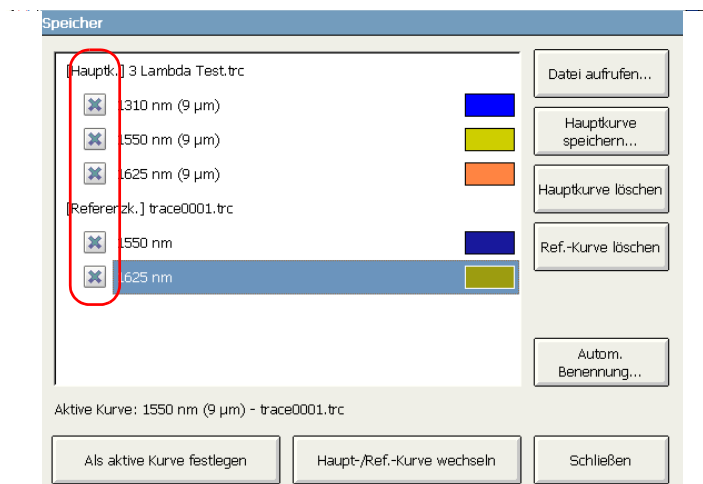 Speicher
[Hauptk.] 3 Lambda Test.trc
1310 nm (9 µm)
1550 nm (9 µm)
1625 nm (9 µm)
[Referenzk.] trace0001.trc
1550 nm
1625 nm
Datei aufrufen...
Hauptkurve
speichern...
Hauptkurve löschen
Ref.-Kurve löschen
Autom.
Benennung...
Aktive Kurve: 1550 nm (9 µm) - trace0001.trc
Als aktive Kurve festlegen
Haupt-/Ref.-Kurve wechseln
Schließen